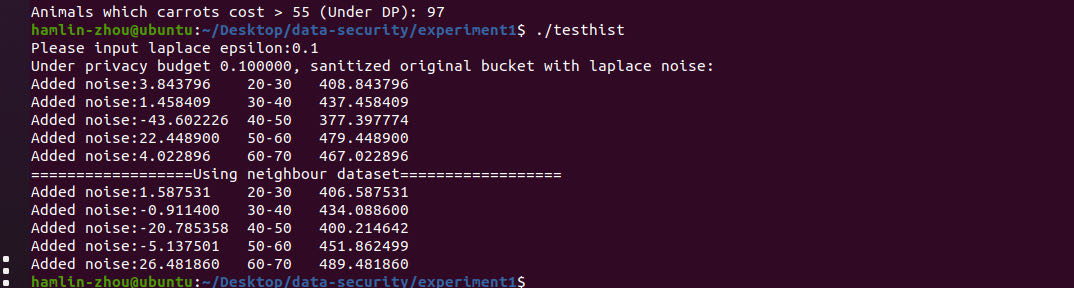 Animals which carrots cost > 55 (Under DP): 97
hamlin-zhou@ubuntu:~/Desktop/data-security/experiment1$ ./testhist
Please input laplace epsilon:0.1
Under privacy budget 0.100000, sanitized original bucket with laplace noise:
Added noise:3.843796 20-30 408.843796
Added noise:1.458409 30-40 437.458409
Added noise:-43.602226 40-50 377.397774
Added noise:22.448900 50-60 479.448900
Added noise:4.022896 60-70 467.022896
==================Using neighbour dataset==================
Added noise:1.587531 20-30 406.587531
Added noise:-0.911400 30-40 434.088600
Added noise:-20.785358 40-50 400.214642
Added noise:-5.137501 50-60 451.862499
Added noise:26.481860 60-70 489.481860
hamlin-zhou@ubuntu:~/Desktop/data-security/experiment1$